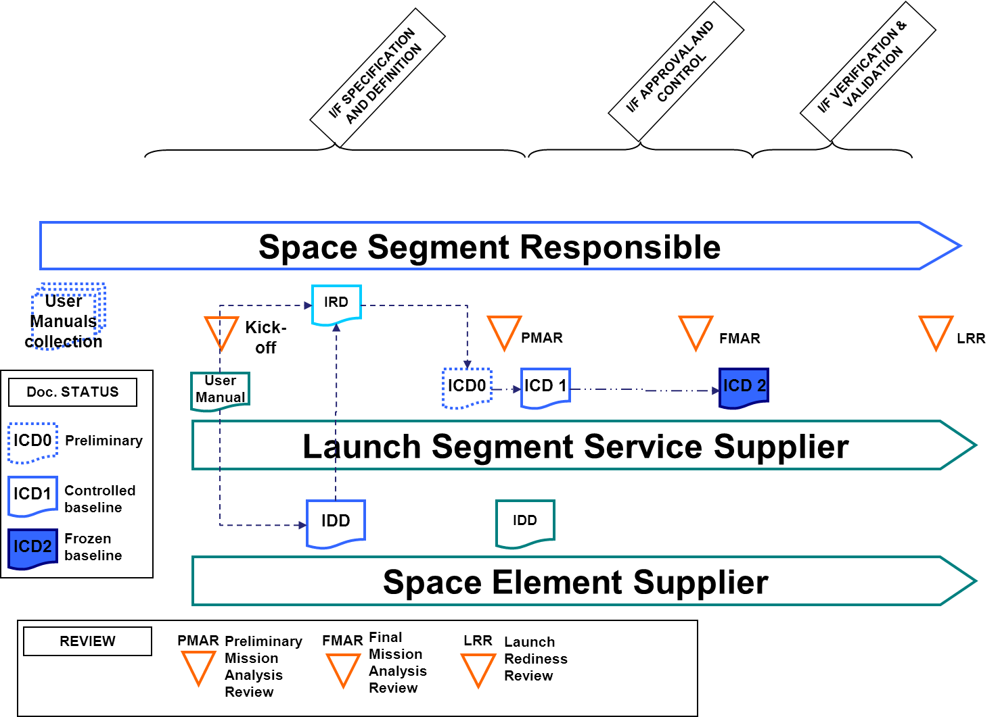 I/F SPECIFICATION
AND DEFINITION
I/F APPROVAL AND
CONTROL
I/F VERIFICATION &
VALIDATION
Space Segment Responsible
User
Manuals
collection
IRD
Kick-
off
PMAR
FMAR
LRR
User
Manual
ICD0
ICD 1
ICD 2
Doc. STATUS
ICD0
Preliminary
ICD1
Controlled
baseline
ICD2
Frozen
baseline
Launch Segment Service Supplier
IDD
IDD
Space Element Supplier
REVIEW
PMAR
Preliminary
Mission
Analysis
Review
FMAR
Final
Mission
Analysis
Review
LRR
Launch
Rediness
Review